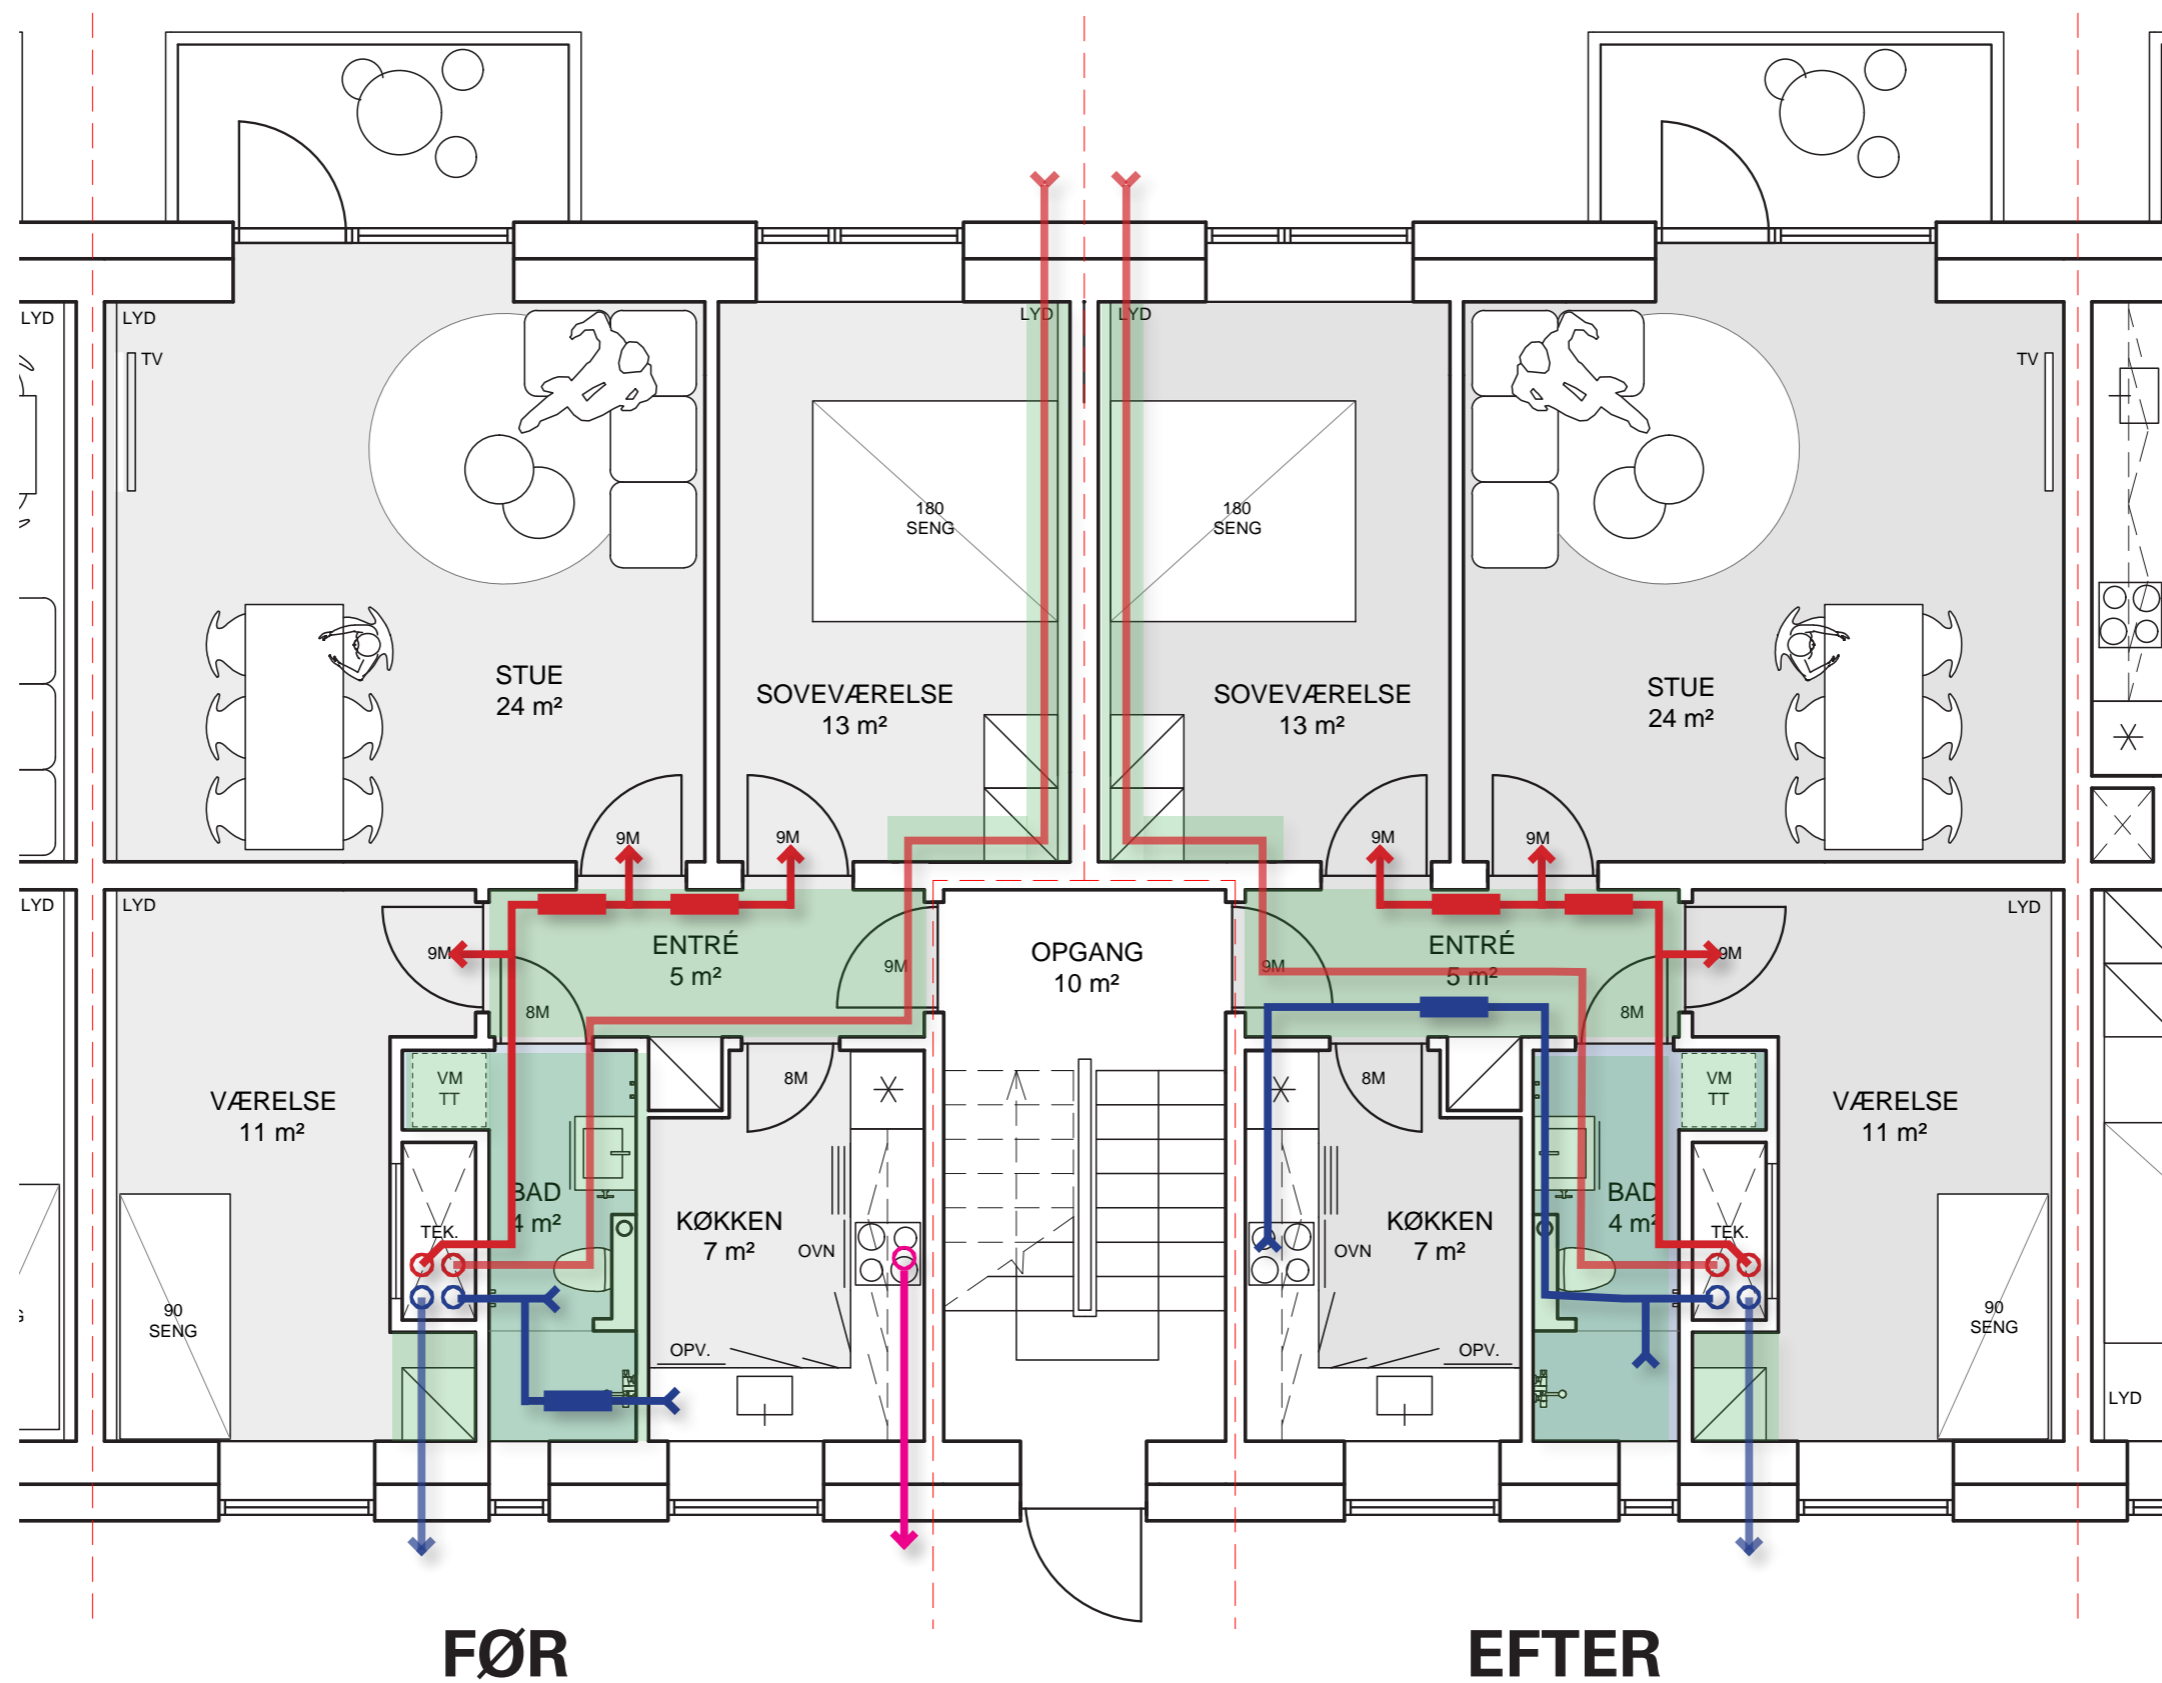 LYD
LYD
LYD
LYD
TV
TV
180
SENG
180
SENG
STUE
24 m²
SOVEVÆRELSE
13 m²
SOVEVÆRELSE
13 m²
STUE
24 m²
9M
9M
9M
9M
LYD
LYD
LYD
9M
ENTRÉ
5 m²
9M
OPGANG
10 m²
9M
ENTRÉ
5 m²
9M
8M
8M
VM
TT
8M
8M
VM
TT
VÆRELSE
11 m²
VÆRELSE
11 m²
BAD
4 m²
BAD
4 m²
TEK.
KØKKEN
7 m²
OVN
OVN
KØKKEN
7 m²
TEK.
90
SENG
90
SENG
OPV.
OPV.
LYD
FØR
EFTER